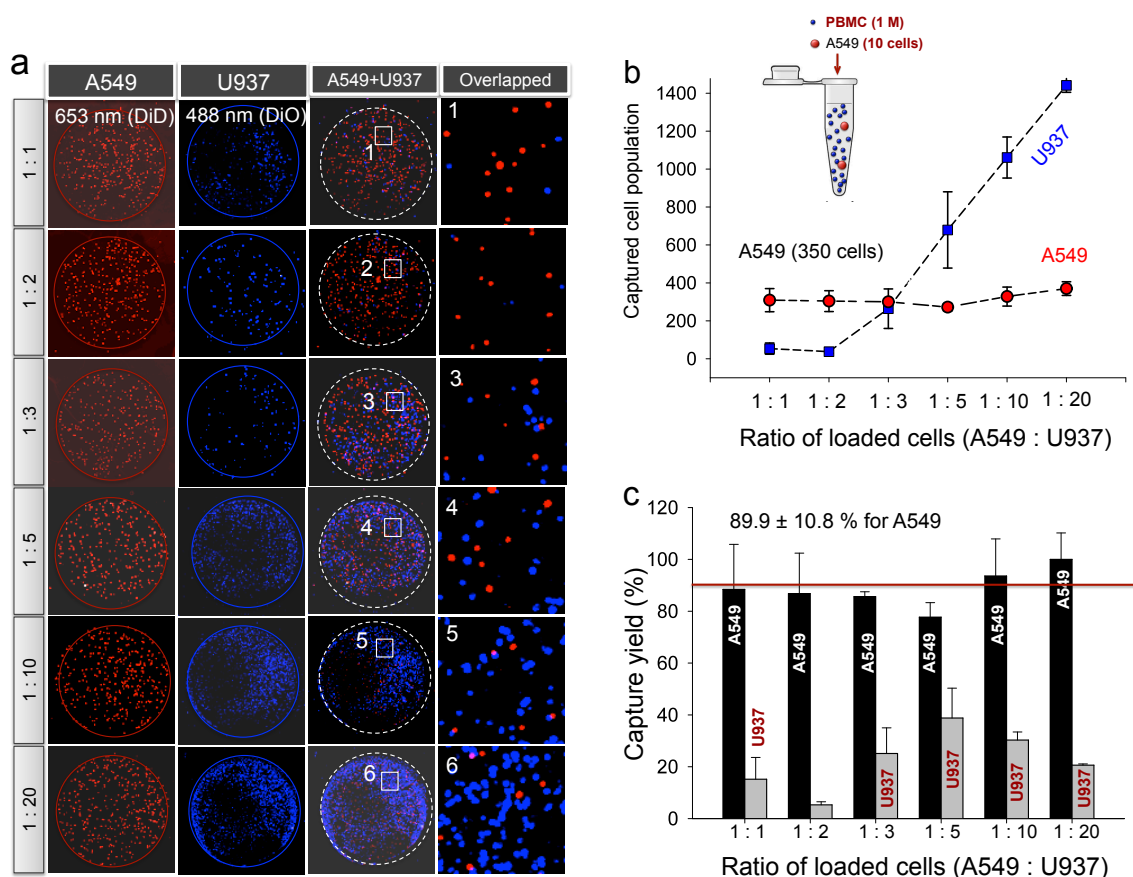 a
A549
U937
A549+U937
Overlapped
1 : 1
653 nm (DiD)
488 nm (DiO)
1
1
1 : 2
2
2
1 :3
3
3
1 : 5
4
4
1 : 10
5
5
1 : 20
6
6
b
PBMC (1 M)
A549 (10 cells)
Captured cell population
1400
1200
1000
800
600
400
200
0
U937
A549 (350 cells)
A549
1 : 1
1 : 2
1 : 3
1 : 5
1 : 10
1 : 20
Ratio of loaded cells (A549 : U937)
c
89.9 ± 10.8 % for A549
Capture yield (%)
120
100
80
60
40
20
0
A549
U937
A549
A549
U937
A549
U937
A549
U937
A549
U937
1 : 1
1 : 2
1 : 3
1 : 5
1 : 10
1 : 20
Ratio of loaded cells (A549 : U937)